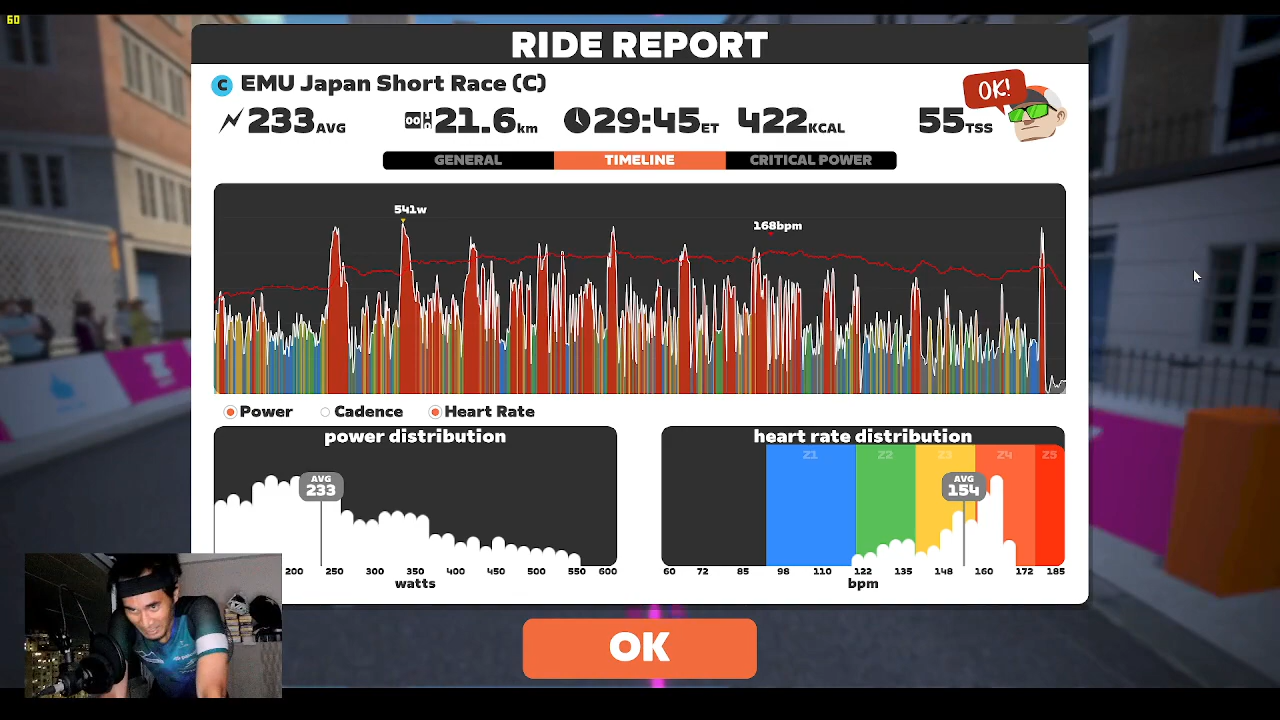 60
RIDE REPORT
C EMU Japan Short Race (C)
OK!
233AVG 21.6km 29:45ET 422KCAL 55TSS
GENERAL TIMELINE CRITICAL POWER
541w
168bpm
Power Cadence Heart Rate
power distribution
AVG
233
200 250 300 350 400 450 500 550 600
watts
heart rate distribution
Z1 Z2 Z3 Z4 Z5
AVG
154
60 72 85 98 110 122 135 148 160 172 185
bpm
OK